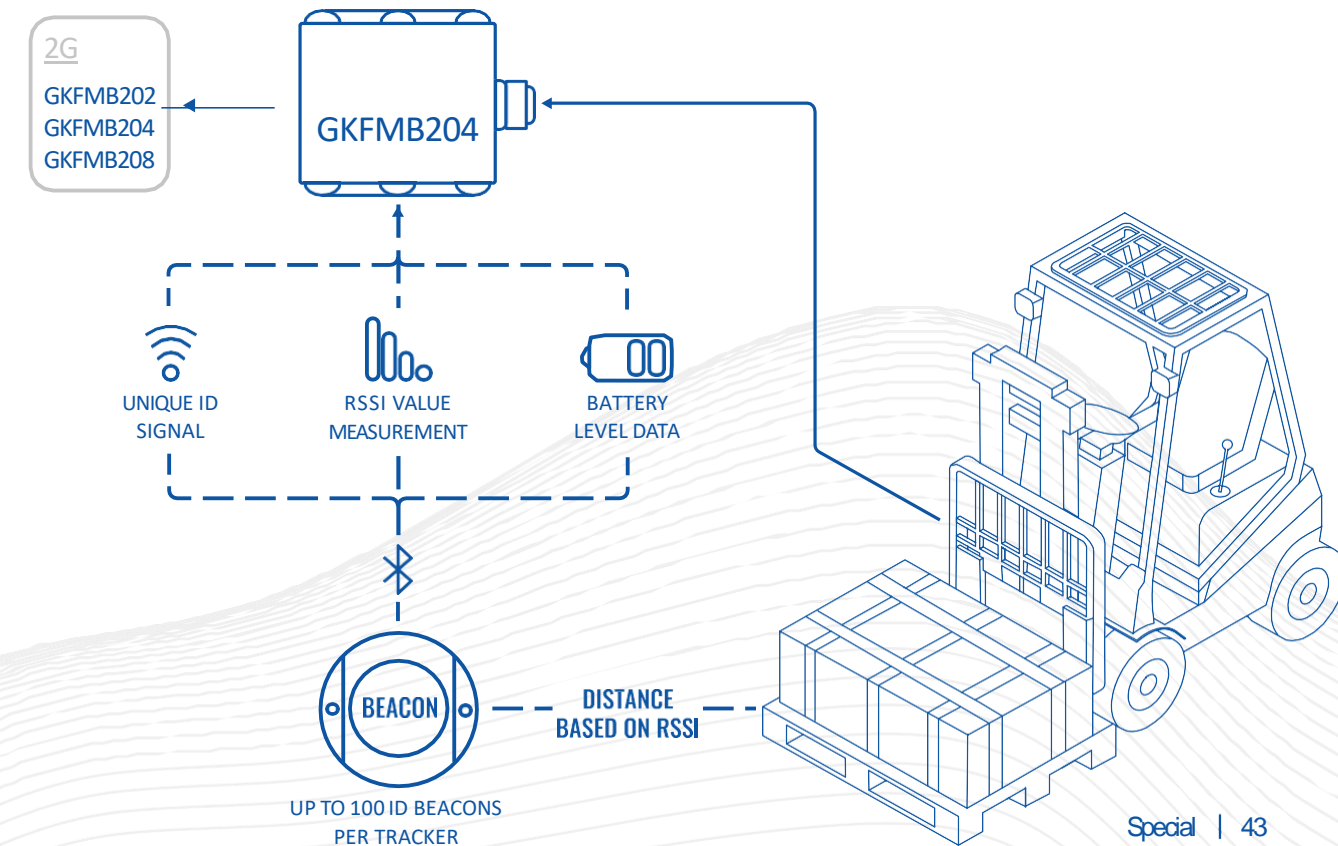 2G
GKFMB202
GKFMB204
GKFMB208
GKFMB204
UNIQUE ID
SIGNAL
RSSI VALUE
MEASUREMENT
BATTERY
LEVEL DATA
BEACON
DISTANCE
BASED ON RSSI
UP TO 100 ID BEACONS
PER TRACKER
Special | 43